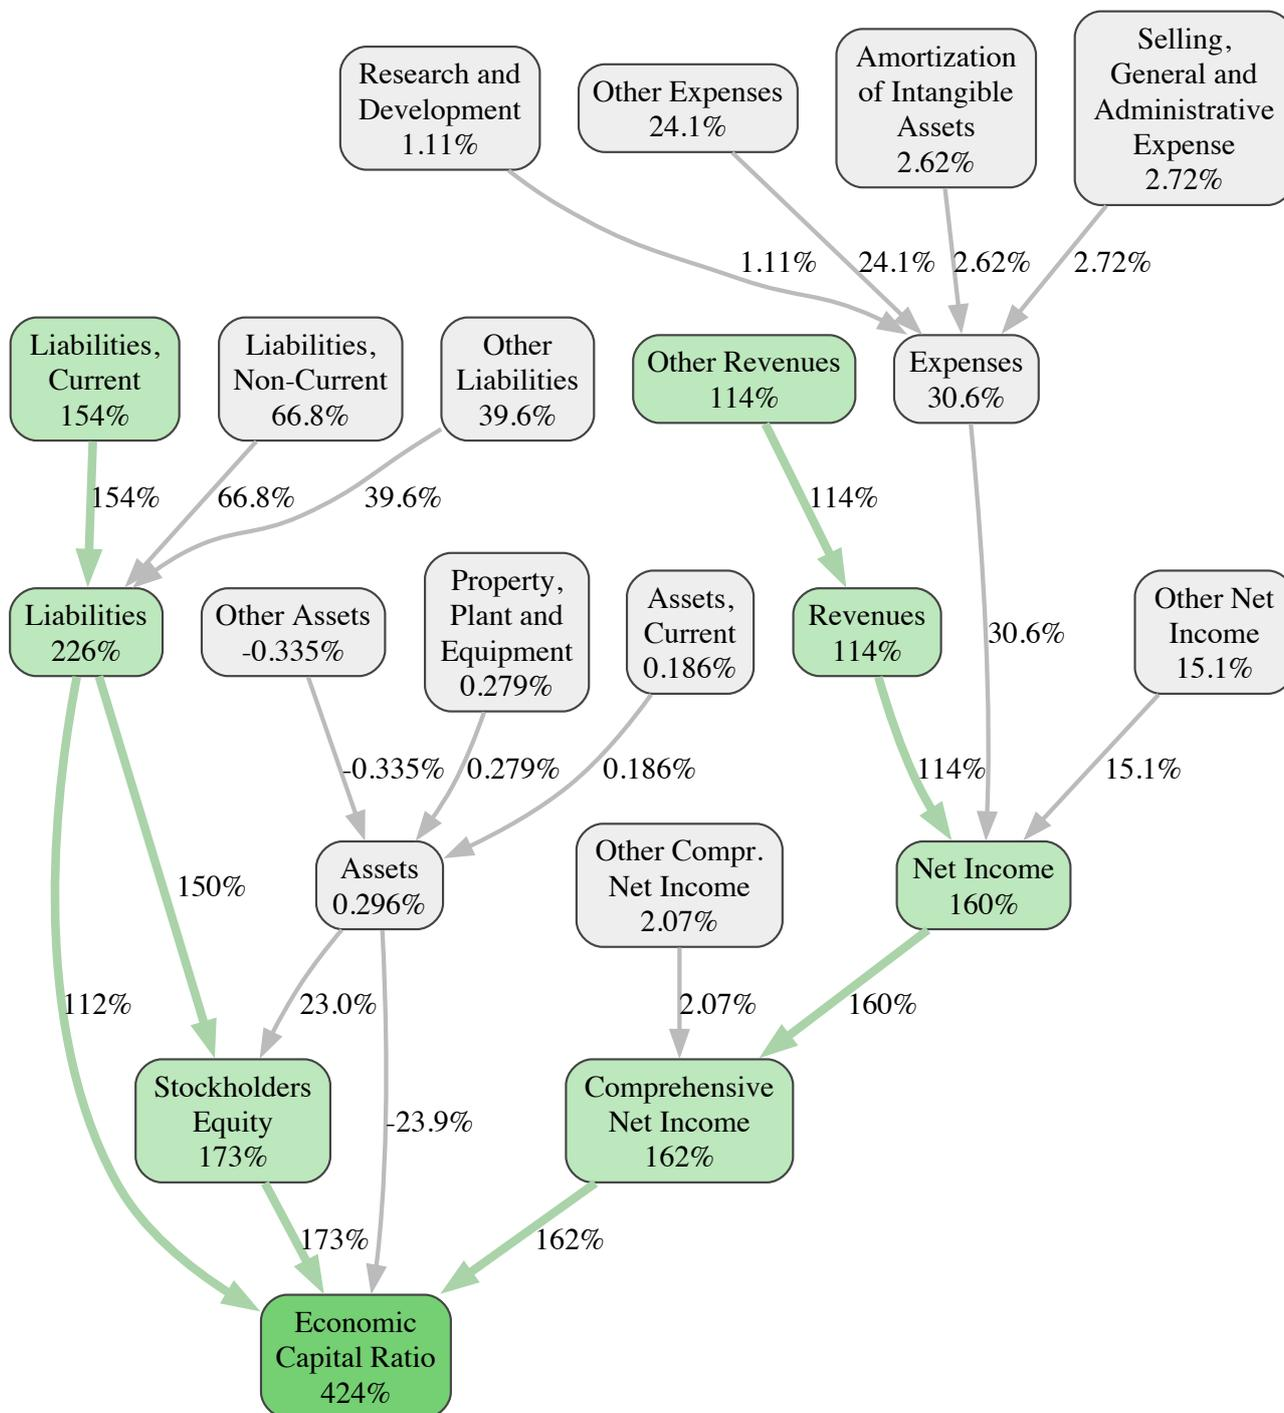 Research and
Development
1.11%
Other Expenses
24.1%
Amortization
of Intangible
Assets
2.62%
Selling,
General and
Administrative
Expense
2.72%
1.11%
24.1%
2.62%
2.72%
Liabilities,
Current
154%
Liabilities,
Non-Current
66.8%
Other
Liabilities
39.6%
Other Revenues
114%
Expenses
30.6%
154%
66.8%
39.6%
114%
Liabilities
226%
Other Assets
-0.335%
Property,
Plant and
Equipment
0.279%
Assets,
Current
0.186%
Revenues
114%
30.6%
Other Net
Income
15.1%
-0.335%
0.279%
0.186%
114%
15.1%
150%
Assets
0.296%
Other Compr.
Net Income
2.07%
Net Income
160%
112%
23.0%
2.07%
160%
Stockholders
Equity
173%
-23.9%
Comprehensive
Net Income
162%
173%
162%
Economic
Capital Ratio
424%